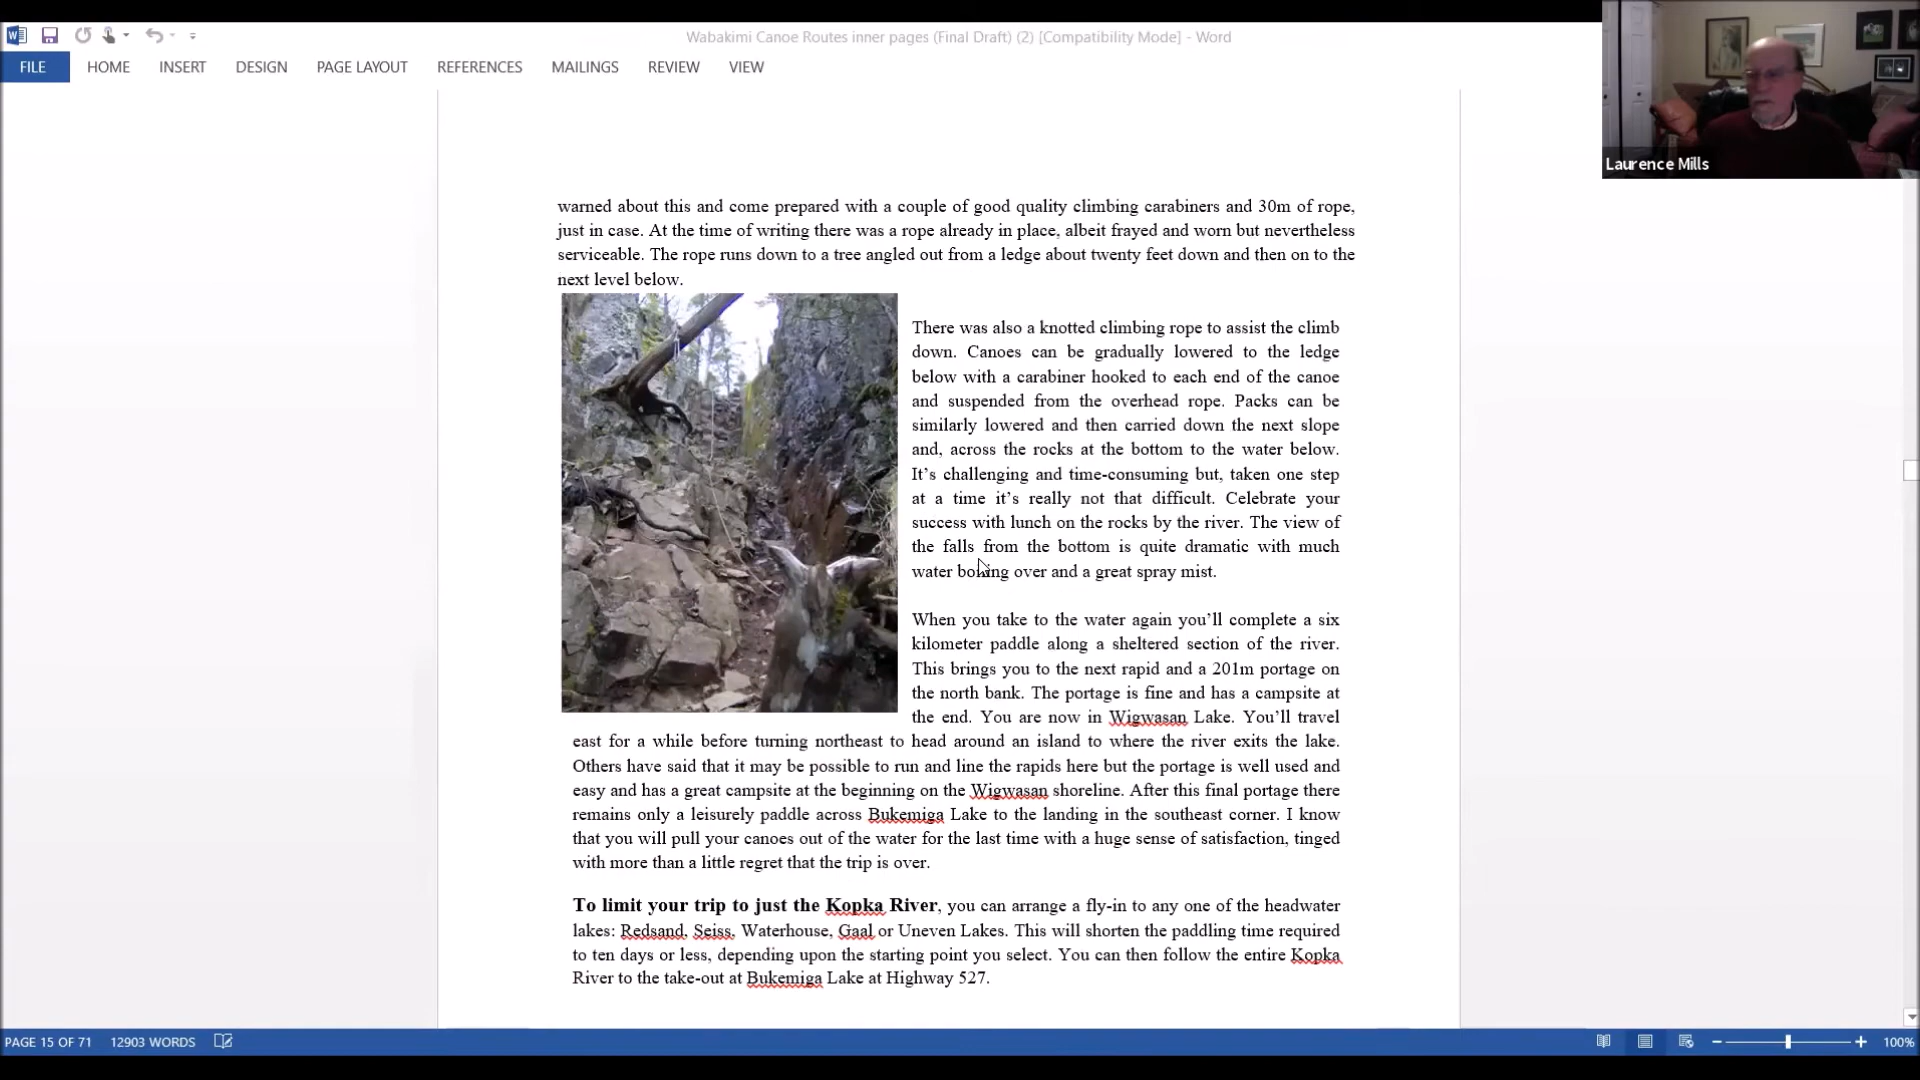 Wabakimi Canoe Routes inner pages (Final Draft) (2) [Compatibility Mode] - Word
FILE HOME INSERT DESIGN PAGE LAYOUT REFERENCES MAILINGS REVIEW VIEW
Laurence Mills
warned about this and come prepared with a couple of good quality climbing carabiners and 30m of rope,
just in case. At the time of writing there was a rope already in place, albeit frayed and worn but nevertheless
serviceable. The rope runs down to a tree angled out from a ledge about twenty feet down and then on to the
next level below.
There was also a knotted climbing rope to assist the climb
down. Canoes can be gradually lowered to the ledge
below with a carabiner hooked to each end of the canoe
and suspended from the overhead rope. Packs can be
similarly lowered and then carried down the next slope
and, across the rocks at the bottom to the water below.
It's challenging and time-consuming but, taken one step
at a time it's really not that difficult. Celebrate your
success with lunch on the rocks by the river. The view of
the falls from the bottom is quite dramatic with much
water boiling over and a great spray mist.
When you take to the water again you'll complete a six
kilometer paddle along a sheltered section of the river.
This brings you to the next rapid and a 201m portage on
the north bank. The portage is fine and has a campsite at
the end. You are now in Wigwasan Lake. You'll travel
east for a while before turning northeast to head around an island to where the river exits the lake.
Others have said that it may be possible to run and line the rapids here but the portage is well used and
easy and has a great campsite at the beginning on the Wigwasan shoreline. After this final portage there
remains only a leisurely paddle across Bukemiga Lake to the landing in the southeast corner. I know
that you will pull your canoes out of the water for the last time with a huge sense of satisfaction, tinged
with more than a little regret that the trip is over.
To limit your trip to just the Kopka River, you can arrange a fly-in to any one of the headwater
lakes: Redsand, Seiss, Waterhouse, Gaal or Uneven Lakes. This will shorten the paddling time required
to ten days or less, depending upon the starting point you select. You can then follow the entire Kopka
River to the take-out at Bukemiga Lake at Highway 527.
PAGE 15 OF 71 12903 WORDS 100%